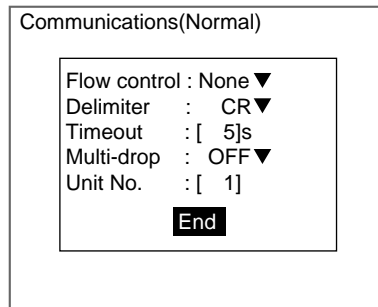 Communications(Normal)
Flow control : None ▼
Delimiter : CR▼
Timeout : [ 5]s
Multi-drop : OFF▼
Unit No. : [ 1]
End